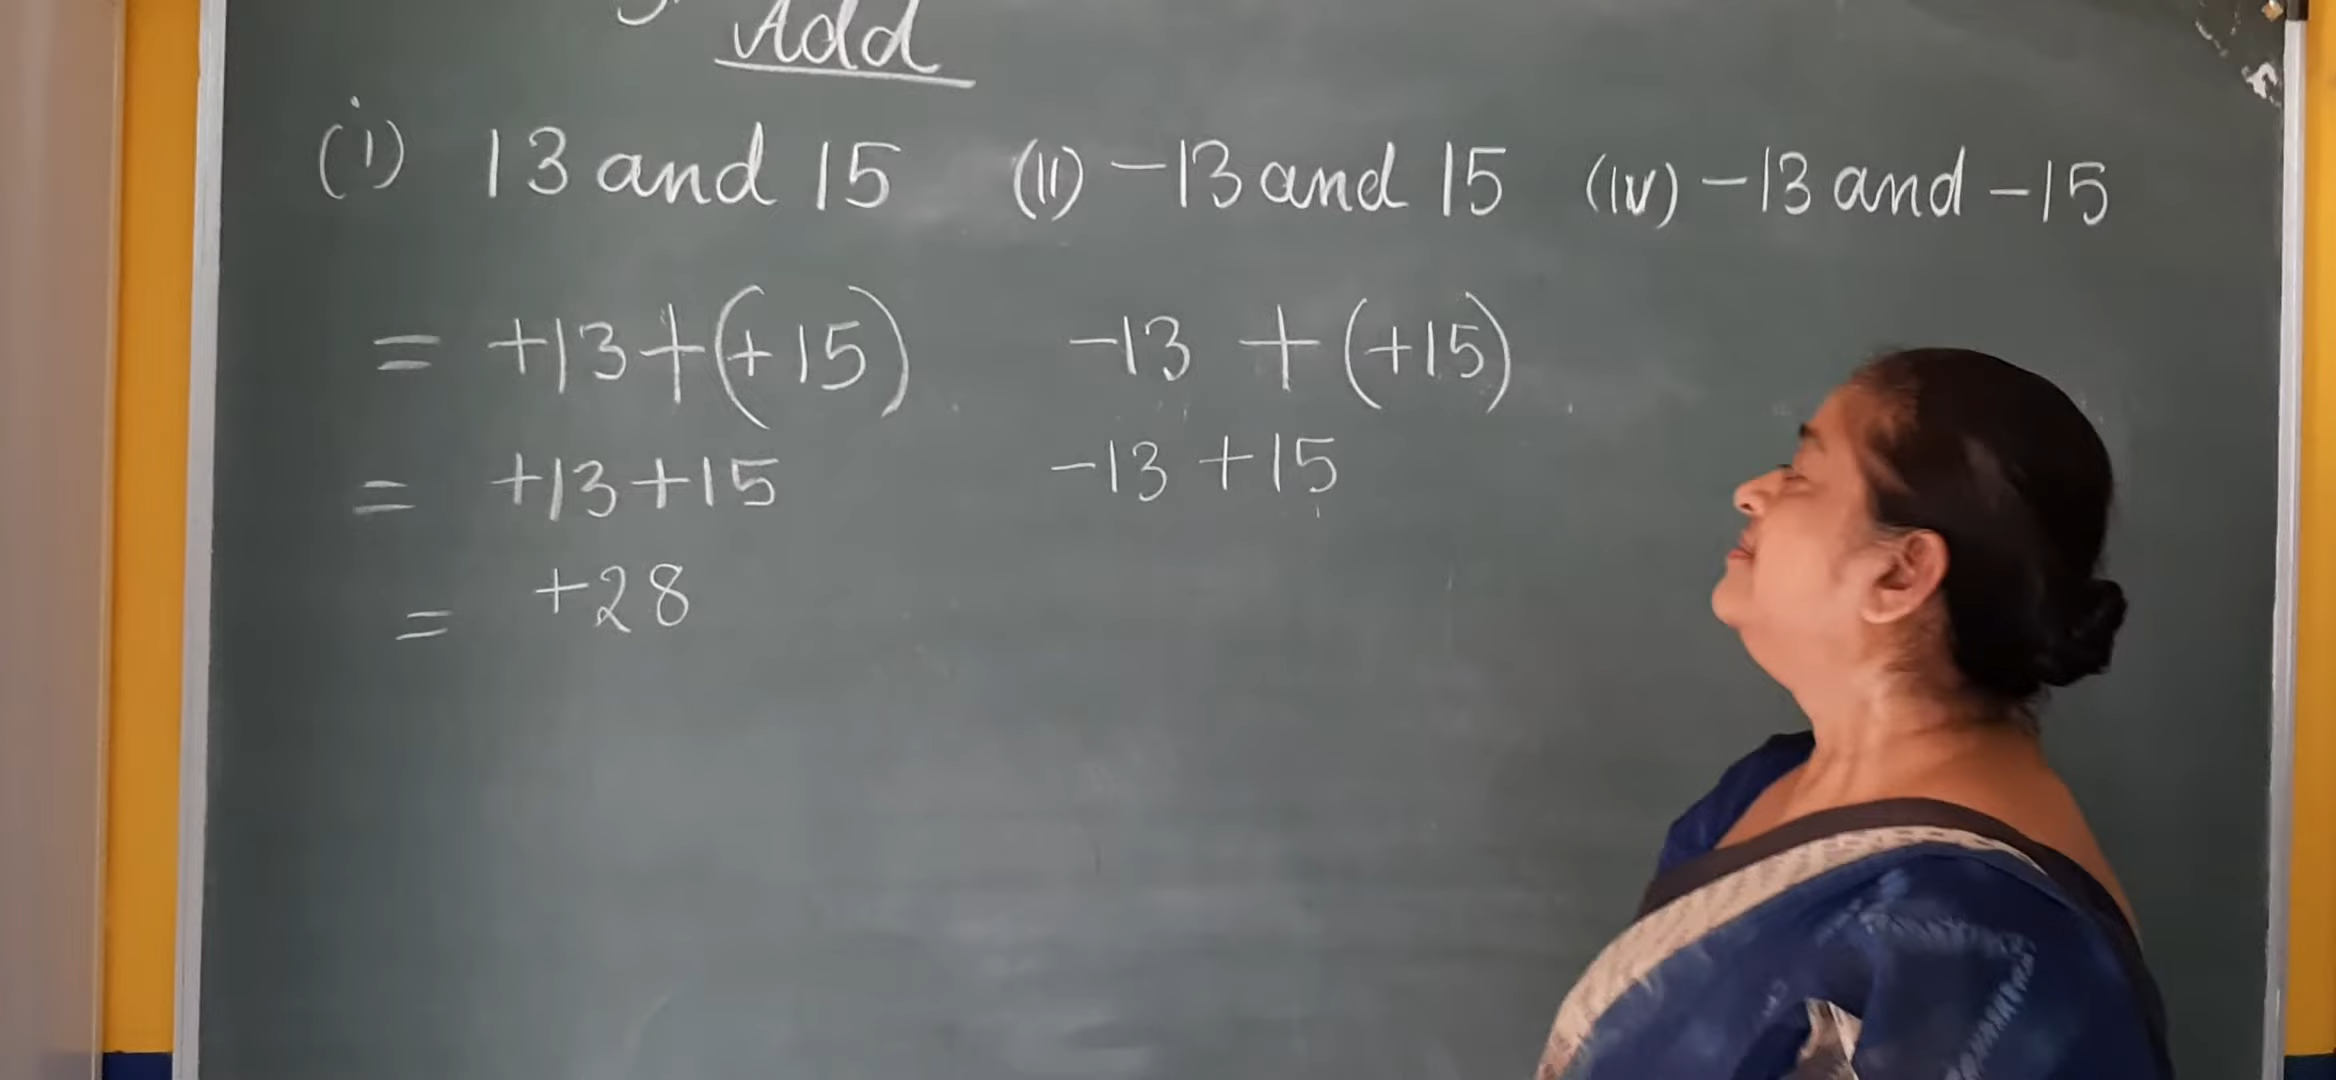 Add
(i) 13 and 15 (II) -13 and 15 (IV) -13 and -15
= +13+(+15) -13 + (+15)
= +13+15 -13 +15
= +28